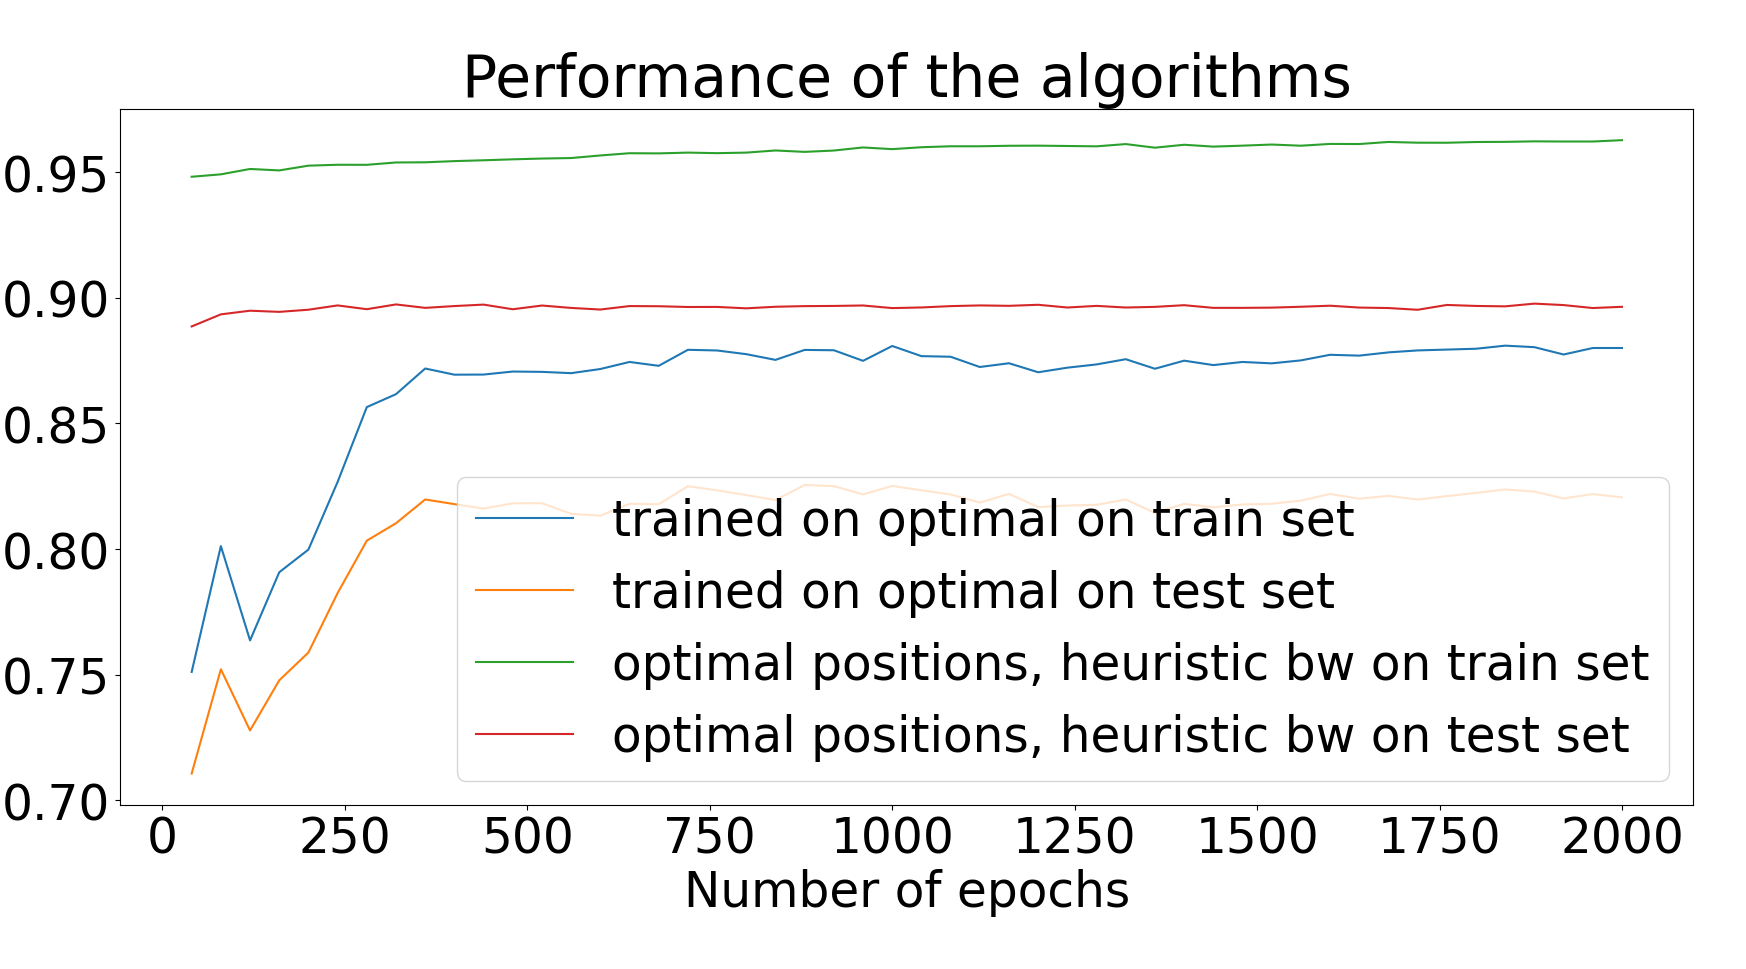 Performance of the algorithms
0.95
0.90
0.85
0.80
0.75
0.70
trained on optimal on train set
trained on optimal on test set
optimal positions, heuristic bw on train set
optimal positions, heuristic bw on test set
0 250 500 750 1000 1250 1500 1750 2000
Number of epochs